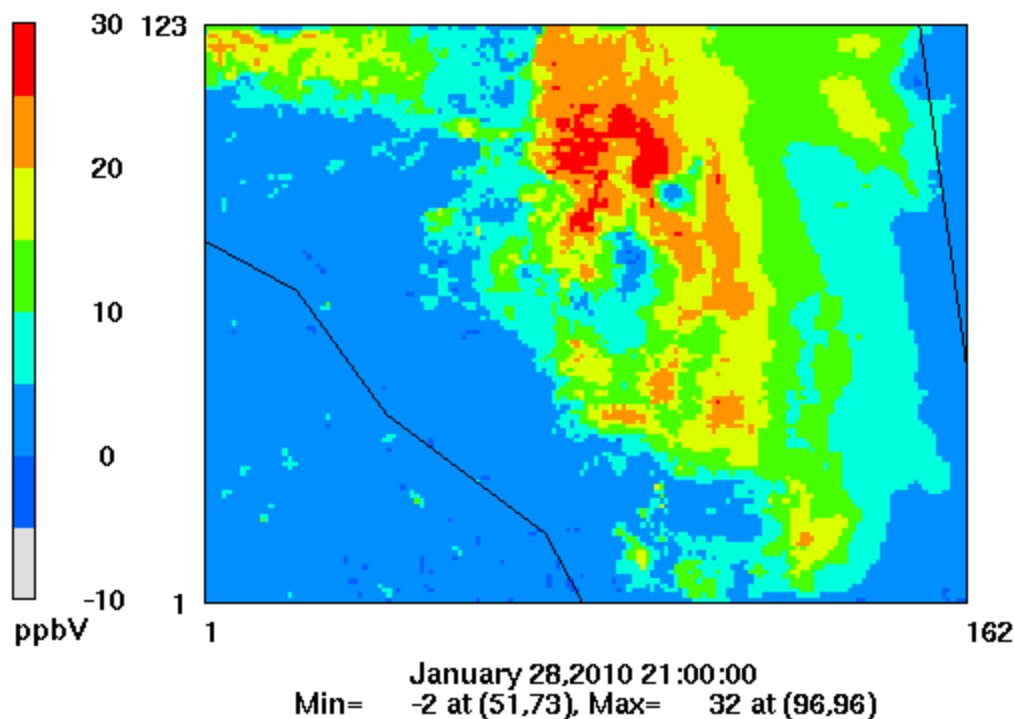 30
20
10
0
-10
ppbV
123
1
1 162
January 28,2010 21:00:00
Min= -2 at (51,73), Max= 32 at (96,96)